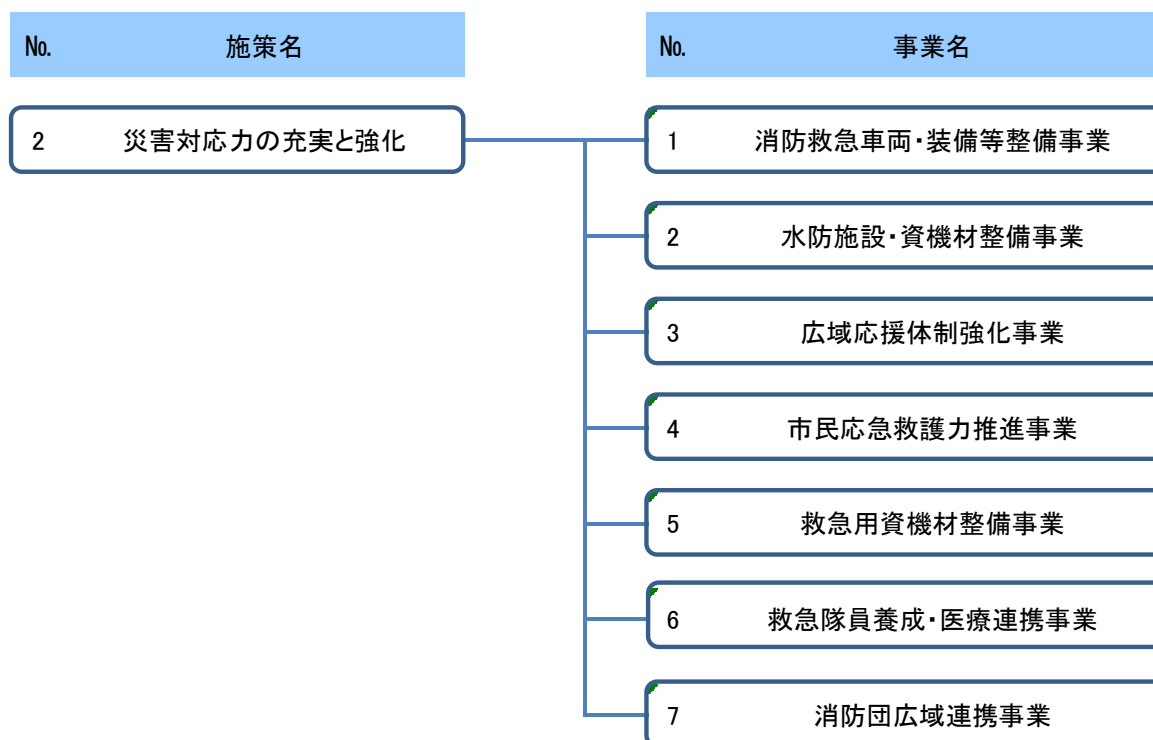 № 施策名 № 事業名
2 災害対応力の充実と強化 1 消防救急車両・装備等整備事業
2 水防施設・資機材整備事業
3 広域応援体制強化事業
4 市民応急救護力推進事業
5 救急用資機材整備事業
6 救急隊員養成・医療連携事業
7 消防団広域連携事業